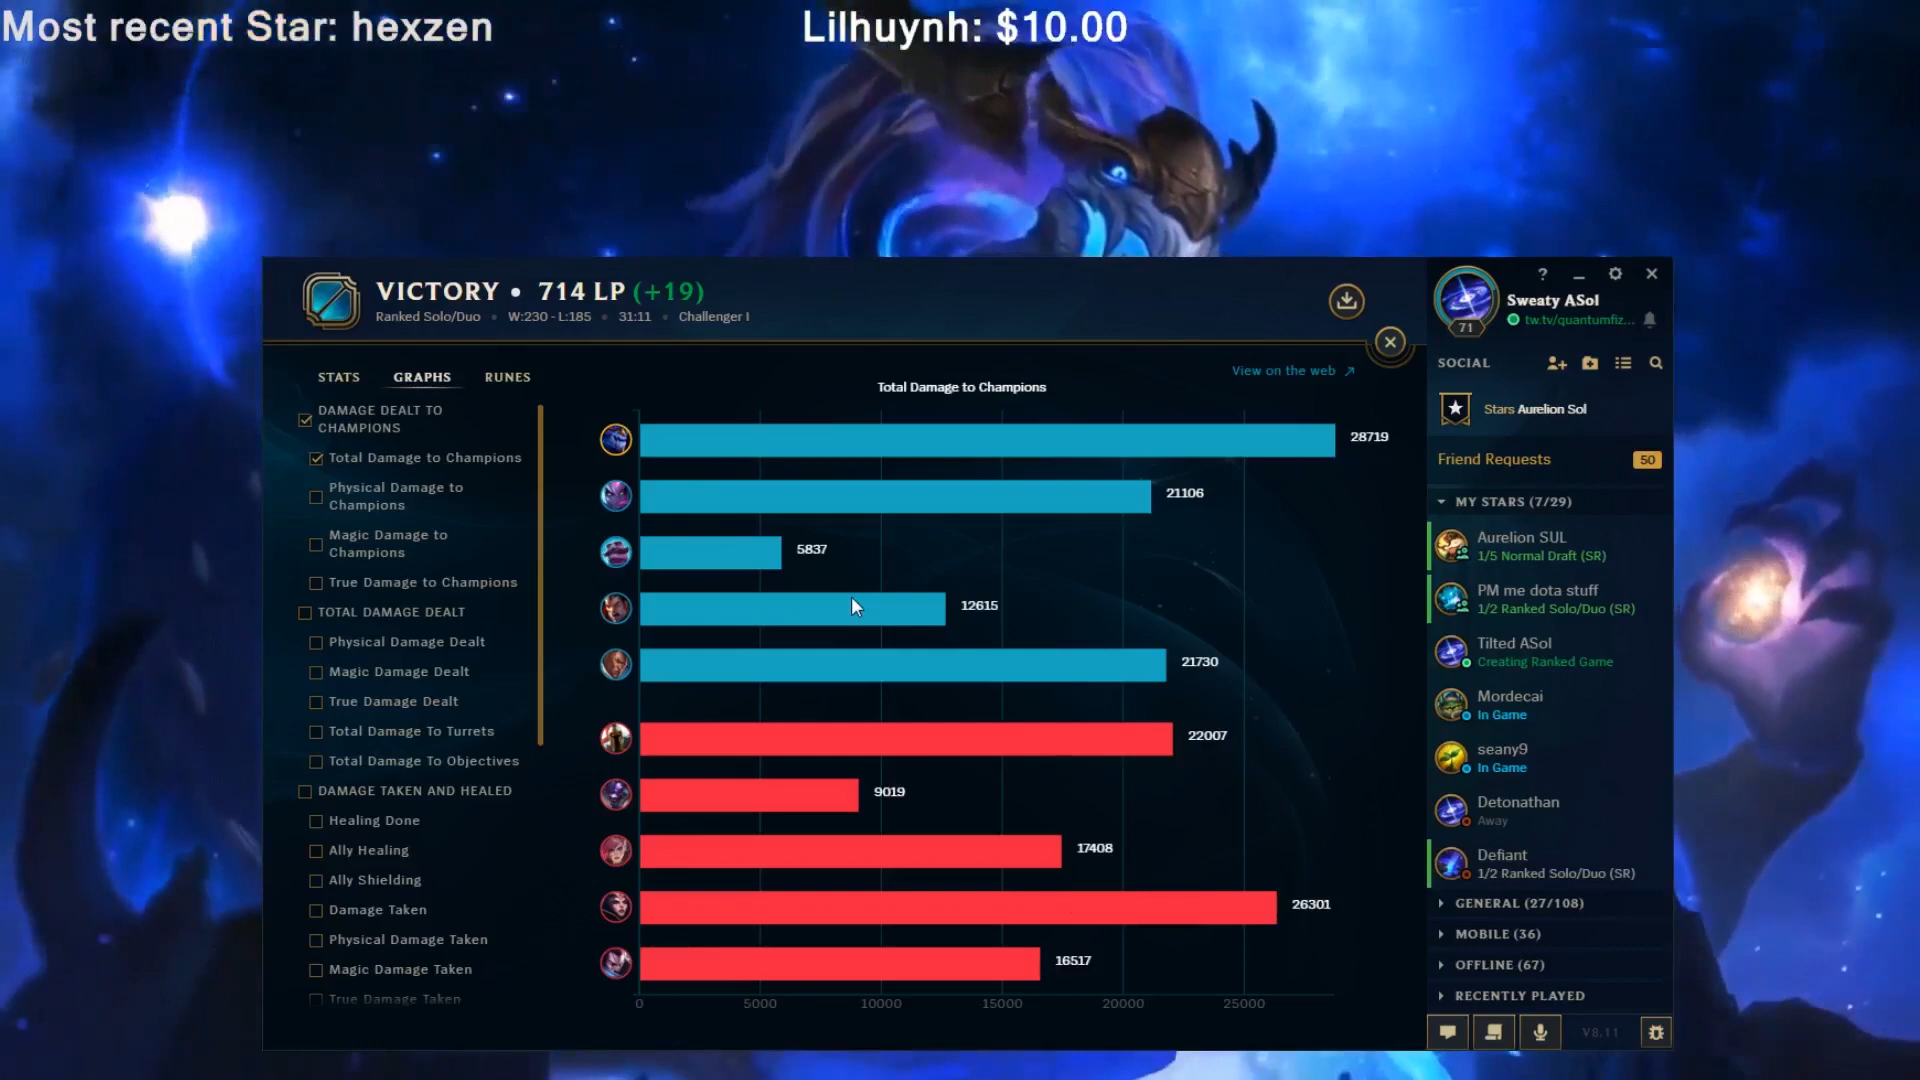 Most recent Star: hexzen
Lilhuynh: $10.00
VICTORY • 714 LP (+19)
Ranked Solo/Duo • W:230 - L:185 • 31:11 • Challenger I
STATS GRAPHS RUNES
View on the web
Total Damage to Champions
DAMAGE DEALT TO
CHAMPIONS
Total Damage to Champions
Physical Damage to
Champions
Magic Damage to
Champions
True Damage to Champions
TOTAL DAMAGE DEALT
Physical Damage Dealt
Magic Damage Dealt
True Damage Dealt
Total Damage To Turrets
Total Damage To Objectives
DAMAGE TAKEN AND HEALED
Healing Done
Ally Healing
Ally Shielding
Damage Taken
Physical Damage Taken
Magic Damage Taken
True Damage Taken
28719
21106
5837
12615
21730
22007
9019
17408
26301
16517
0 5000 10000 15000 20000 25000
?
71
Sweaty ASol
tw.tv/quantumfiz...
SOCIAL
Stars Aurelion Sol
Friend Requests 50
MY STARS (7/29)
Aurelion SUL
1/5 Normal Draft (SR)
PM me dota stuff
1/2 Ranked Solo/Duo (SR)
Tilted ASol
Creating Ranked Game
Mordecai
In Game
seany9
In Game
Detonathan
Away
Defiant
1/2 Ranked Solo/Duo (SR)
GENERAL (27/108)
MOBILE (36)
OFFLINE (67)
RECENTLY PLAYED
V8.11